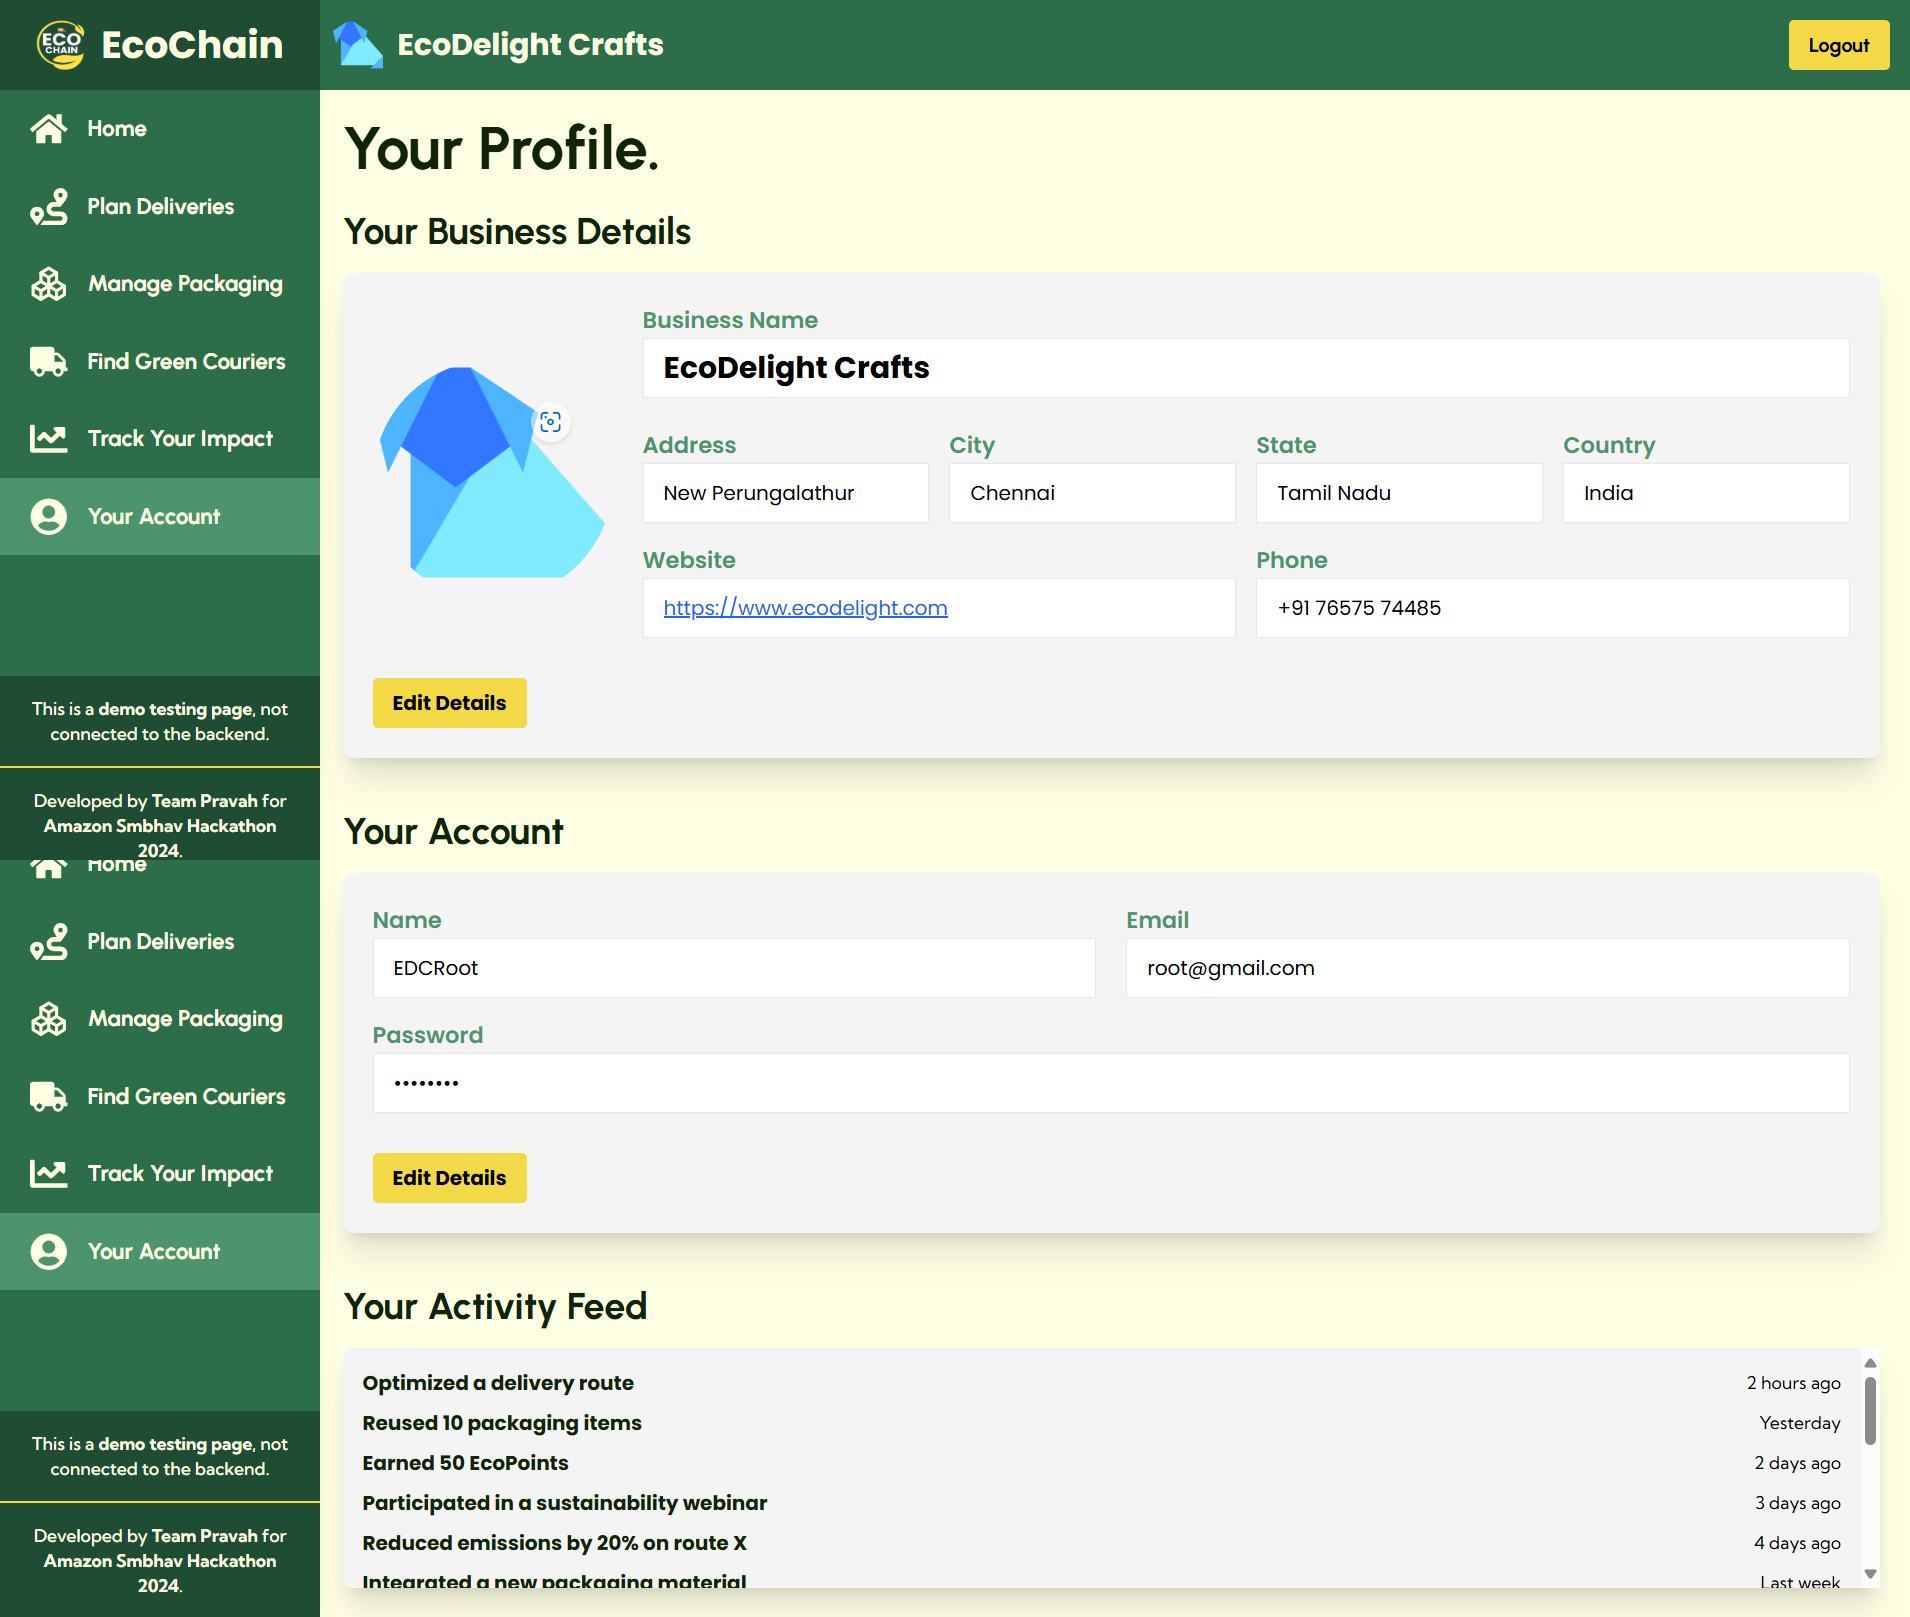 ECO
CHAIN
EcoChain
EcoDelight Crafts
Logout
Home
Plan Deliveries
Manage Packaging
Find Green Couriers
Track Your Impact
Your Account
This is a demo testing page, not
connected to the backend.
Developed by Team Pravah for
Amazon Smbhav Hackathon
2024.
Home
Plan Deliveries
Manage Packaging
Find Green Couriers
Track Your Impact
Your Account
This is a demo testing page, not
connected to the backend.
Developed by Team Pravah for
Amazon Smbhav Hackathon
2024.
Your Profile.
Your Business Details
Business Name
EcoDelight Crafts
Address City State Country
New Perungalathur Chennai Tamil Nadu India
Website Phone
https://www.ecodelight.com +91 76575 74485
Edit Details
Your Account
Name Email
EDCRoot root@gmail.com
Password
••••••••
Edit Details
Your Activity Feed
Optimized a delivery route 2 hours ago
Reused 10 packaging items Yesterday
Earned 50 EcoPoints 2 days ago
Participated in a sustainability webinar 3 days ago
Reduced emissions by 20% on route X 4 days ago
Integrated a new packaging material Last week